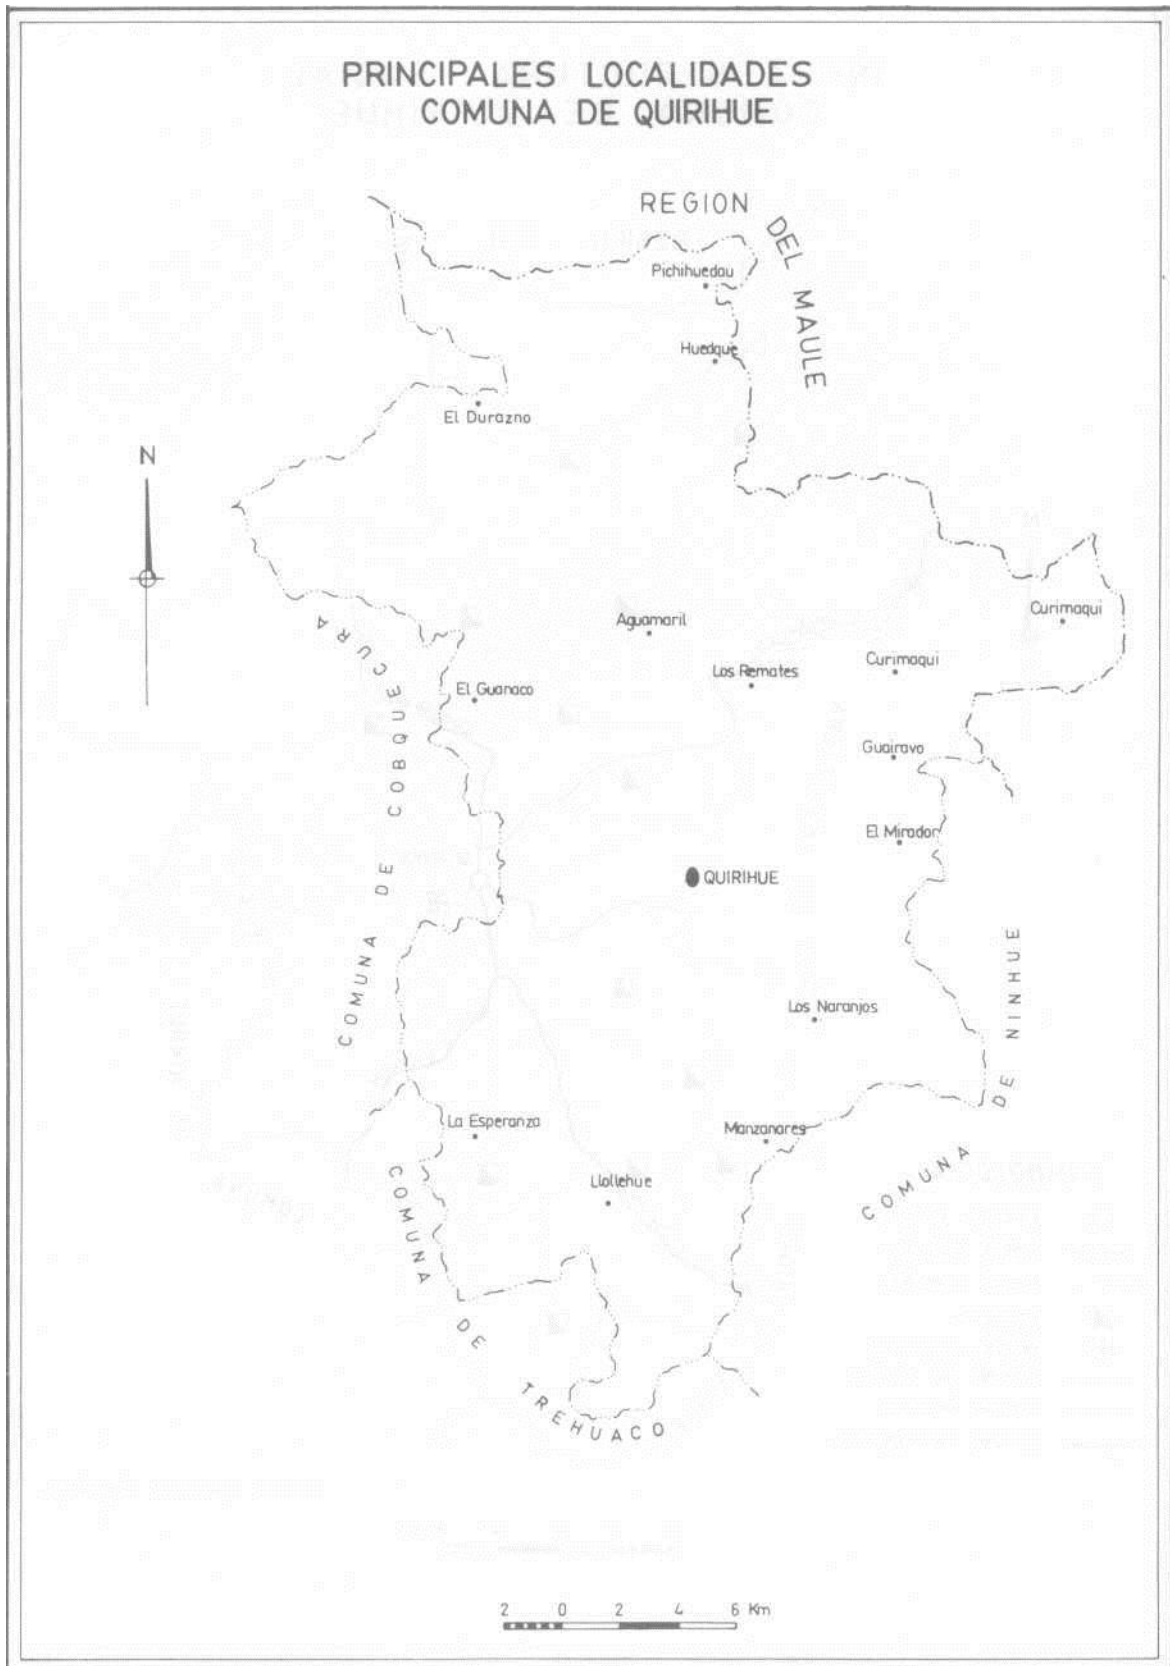 PRINCIPALES LOCALIDADES
COMUNA DE QUIRIHUE
REGION DEL MAULE
Pichihuedau
Huedque
El Durazno
N
Aguamaril
Curimaqui
Los Remates
Curimaqui
El Guanaco
Guairavo
El Mirador
QUIRIHUE
COMUNA DE COBQUECURA
Los Naranjos
COMUNA DE NINHUE
La Esperanza
Manzanares
Llollehue
COMUNA DE TREHUACO
2 0 2 4 6 Km